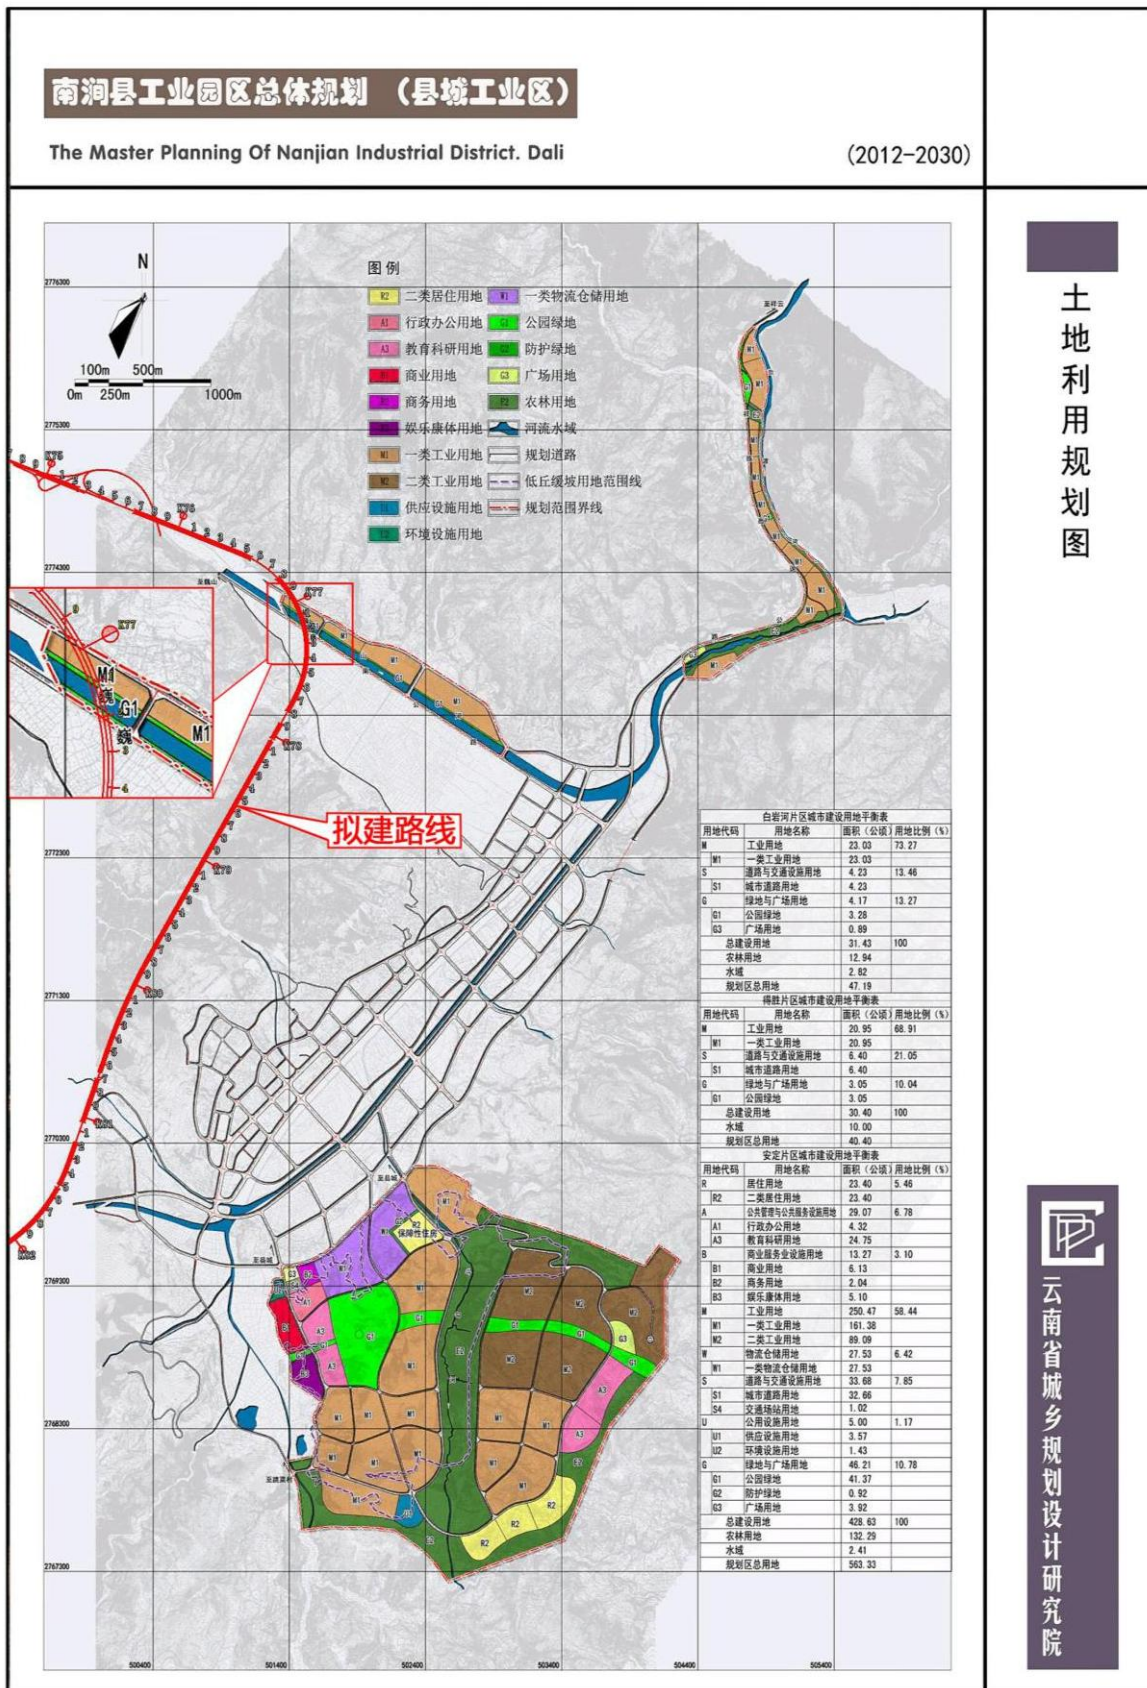 南涧县工业园区总体规划 （县城工业区）
The Master Planning Of Nanjian Industrial District. Dali
(2012-2030)
土地利用规划图
N
100m 500m
0m 250m 1000m
图例
R2 二类居住用地
W1 一类物流仓储用地
A1 行政办公用地
G1 公园绿地
A3 教育科研用地
G2 防护绿地
B1 商业用地
G3 广场用地
商务用地
E2 农林用地
娱乐康体用地
河流水域
M1 一类工业用地
规划道路
M2 二类工业用地
低丘缓坡用地范围线
U1 供应设施用地
规划范围界线
环境设施用地
2776300
2775300
2774300
2772300
2771300
2770300
2769300
2768300
2767300
500400
501400
502400
503400
504400
505400
K75
K76
K77
K78
K79
K80
K81
K82
K77
M1
巍
G1
巍
M1
拟建路线
保障性住房
白岩河片区城市建设用地平衡表
用地代码 用地名称 面积（公顷） 用地比例（%）
M 工业用地 23.03 73.27
M1 一类工业用地 23.03
S 道路与交通设施用地 4.23 13.46
S1 城市道路用地 4.23
G 绿地与广场用地 4.17 13.27
G1 公园绿地 3.28
G3 广场用地 0.89
总建设用地 31.43 100
农林用地 12.94
水域 2.82
规划区总用地 47.19
得胜片区城市建设用地平衡表
用地代码 用地名称 面积（公顷） 用地比例（%）
M 工业用地 20.95 68.91
M1 一类工业用地 20.95
S 道路与交通设施用地 6.40 21.05
S1 城市道路用地 6.40
G 绿地与广场用地 3.05 10.04
G1 公园绿地 3.05
总建设用地 30.40 100
水域 10.00
规划区总用地 40.40
安定片区城市建设用地平衡表
用地代码 用地名称 面积（公顷） 用地比例（%）
R 居住用地 23.40 5.46
R2 二类居住用地 23.40
A 公共管理与公共服务设施用地 29.07 6.78
A1 行政办公用地 4.32
A3 教育科研用地 24.75
B 商业服务业设施用地 13.27 3.10
B1 商业用地 6.13
B2 商务用地 2.04
B3 娱乐康体用地 5.10
M 工业用地 250.47 58.44
M1 一类工业用地 161.38
M2 二类工业用地 89.09
W 物流仓储用地 27.53 6.42
W1 一类物流仓储用地 27.53
S 道路与交通设施用地 33.68 7.85
S1 城市道路用地 32.66
S4 交通场站用地 1.02
U 公用设施用地 5.00 1.17
U1 供应设施用地 3.57
U2 环境设施用地 1.43
G 绿地与广场用地 46.21 10.78
G1 公园绿地 41.37
G2 防护绿地 0.92
G3 广场用地 3.92
总建设用地 428.63 100
农林用地 132.29
水域 2.41
规划区总用地 563.33
云南省城乡规划设计研究院